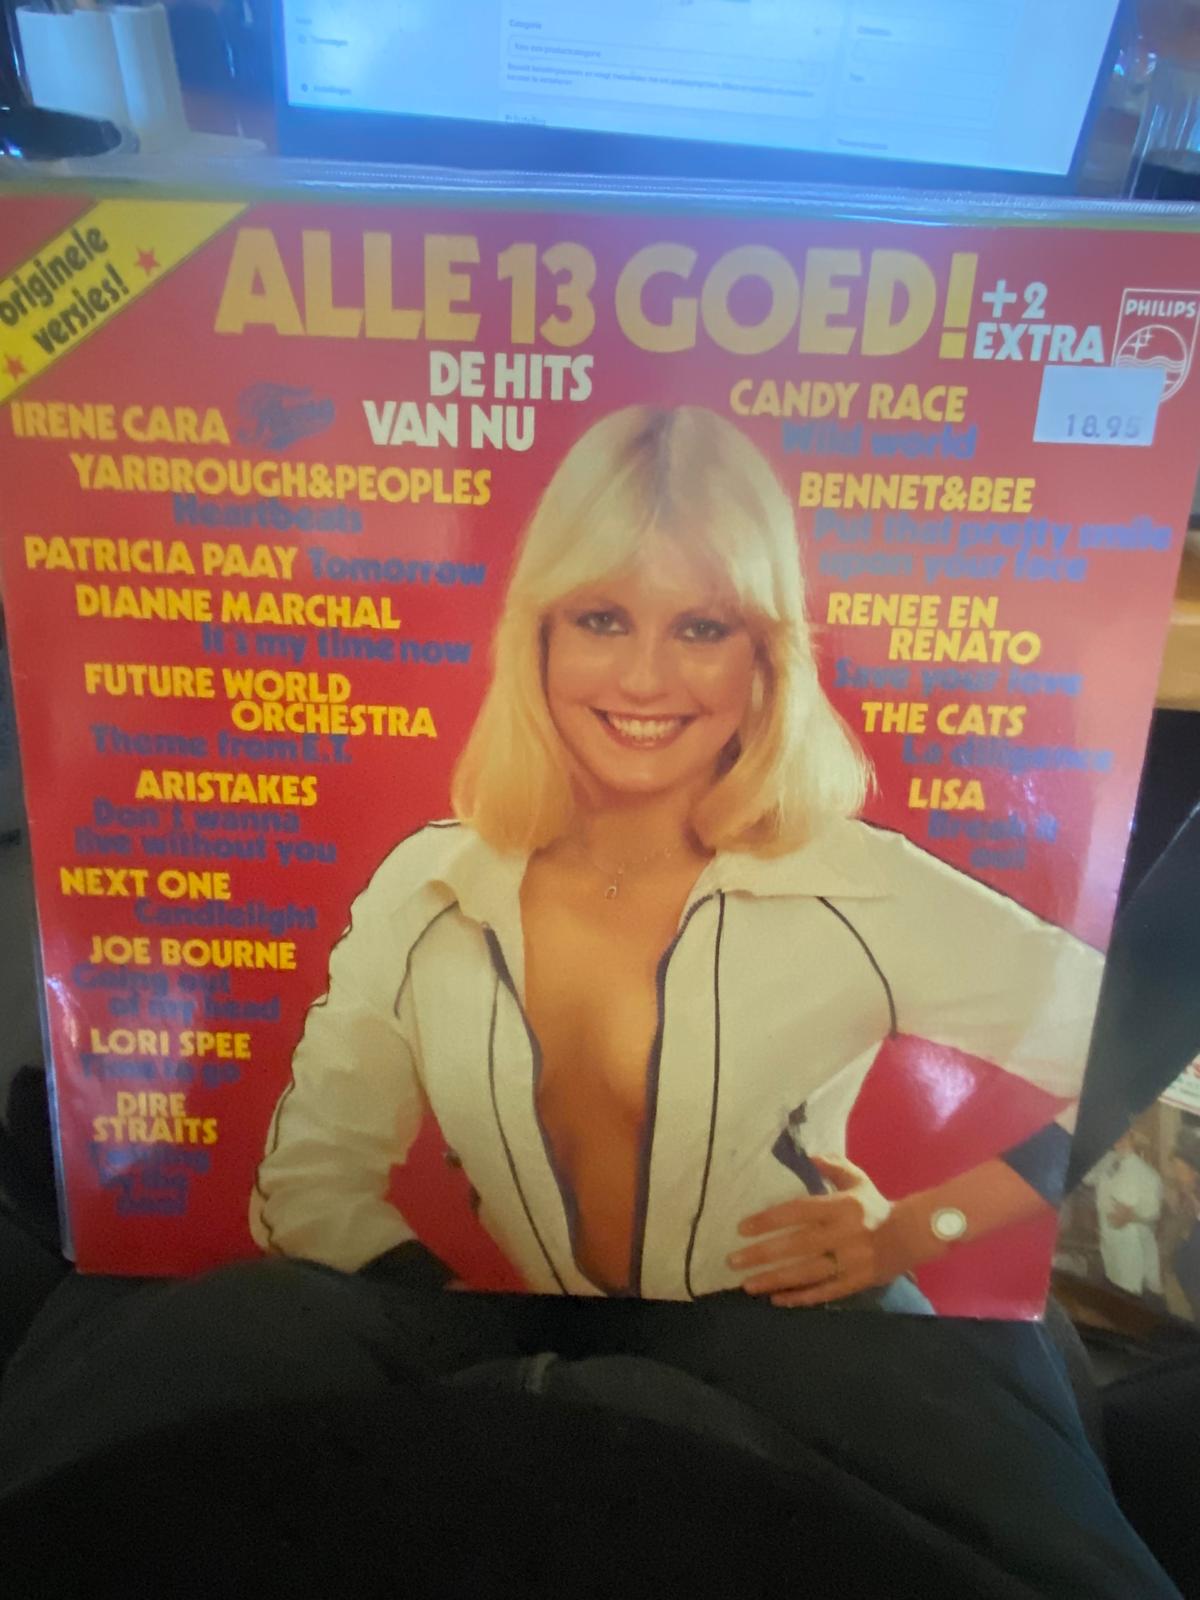 Categorie
originele
versies!
ALLE 13 GOED!
+2
EXTRA
PHILIPS
18.95
DE HITS
VAN NU
IRENE CARA Fame
YARBROUGH&PEOPLES
Heartbeats
PATRICIA PAAY Tomorrow
DIANNE MARCHAL
It's my time now
FUTURE WORLD
ORCHESTRA
Theme from E.T.
ARISTAKES
Don't wanna
live without you
NEXT ONE
Candlelight
JOE BOURNE
Going out
of my head
LORI SPEE
Time to go
DIRE
STRAITS
CANDY RACE
Wild world
BENNET&BEE
Put that pretty smile
upon your face
RENEE EN
RENATO
Save your love
THE CATS
La diligence
LISA
Break it
out